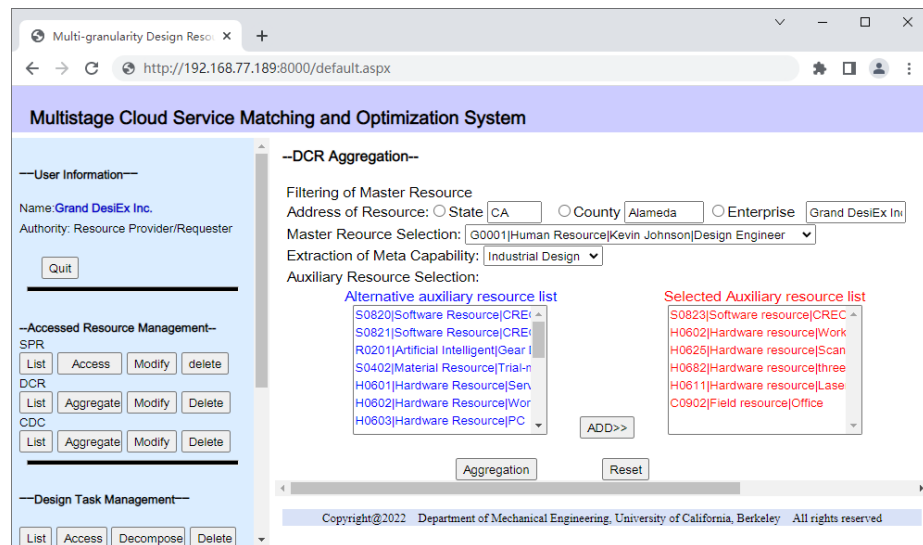 Multi-granularity Design Reso
http://192.168.77.189:8000/default.aspx
Multistage Cloud Service Matching and Optimization System
---User Information---
Name:Grand DesiEx Inc.
Authority: Resource Provider/Requester
Quit
--Accessed Resource Management--
SPR
List Access Modify delete
DCR
List Aggregate Modify Delete
CDC
List Aggregate Modify Delete
---Design Task Management---
List Access Decompose Delete
--DCR Aggregation--
Filtering of Master Resource
Address of Resource: State CA County Alameda Enterprise Grand DesiEx Inc
Master Reource Selection: G0001|Human Resource|Kevin Johnson|Design Engineer
Extraction of Meta Capability: Industrial Design
Auxiliary Resource Selection:
Alternative auxiliary resource list
S0820|Software Resource|CREO
S0821|Software Resource|CREO
R0201|Artificial Intelligent|Gear
S0402|Material Resource|Trial-
H0601|Hardware Resource|Serv
H0602|Hardware Resource|Wor
H0603|Hardware Resource|PC
ADD>>
Selected Auxiliary resource list
S0823|Software resource|CREO
H0602|Hardware resource|Work
H0625|Hardware resource|Scan
H0682|Hardware resource|three
H0611|Hardware resource|Lase
C0902|Field resource|Office
Aggregation Reset
Copyright@2022 Department of Mechanical Engineering, University of California, Berkeley All rights reserved